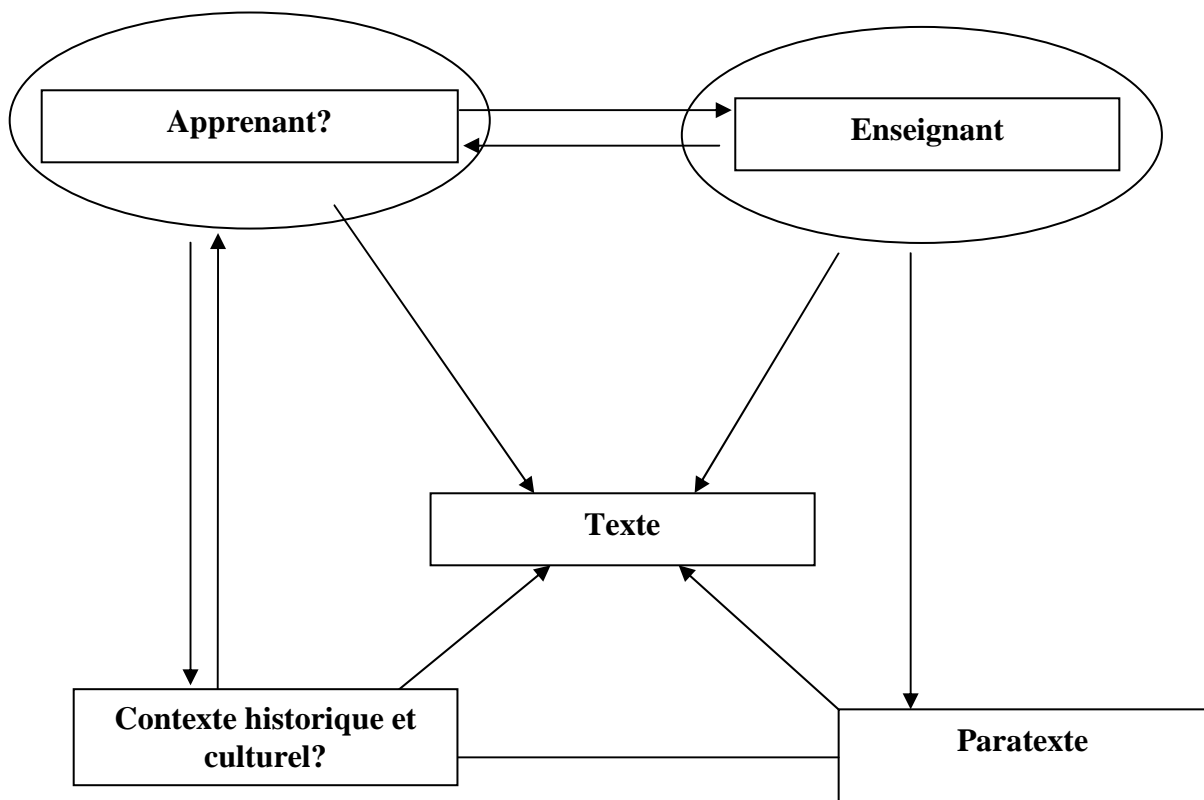 Apprenant?
Enseignant
Texte
Contexte historique et
culturel?
Paratexte